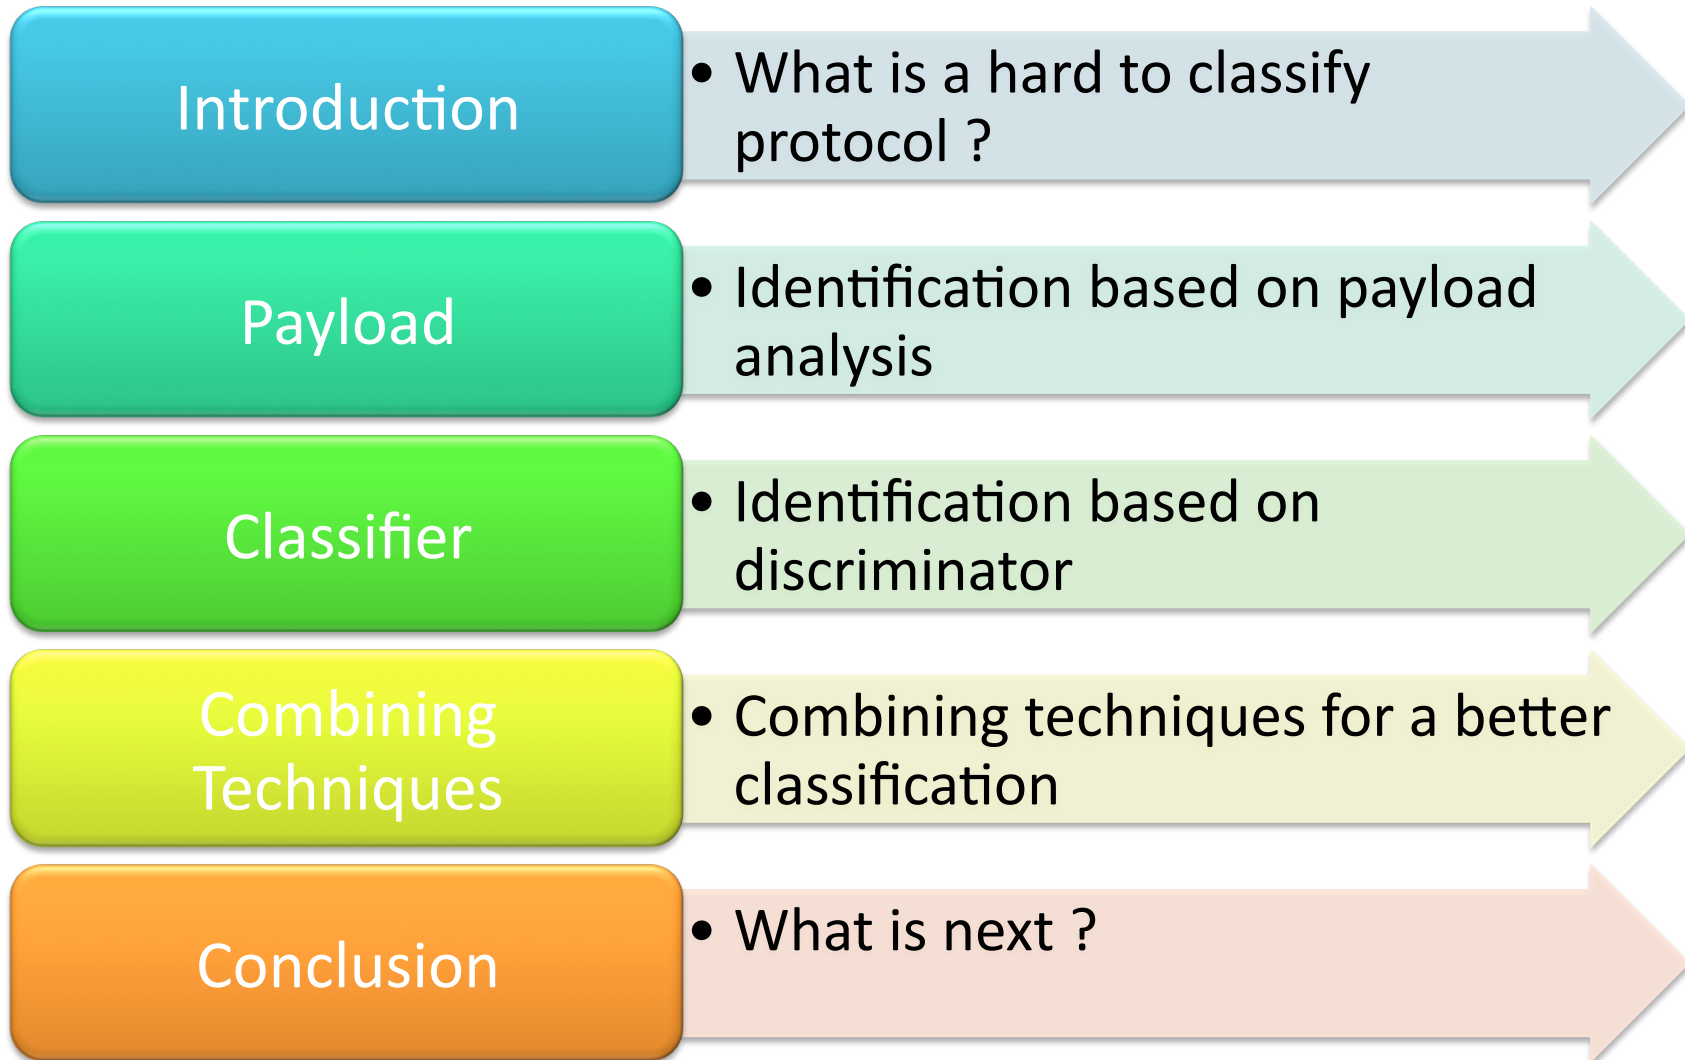 Introduction
• What is a hard to classify
protocol ?
Payload
• Identification based on payload
analysis
Classifier
• Identification based on
discriminator
Combining
Techniques
• Combining techniques for a better
classification
Conclusion
• What is next ?